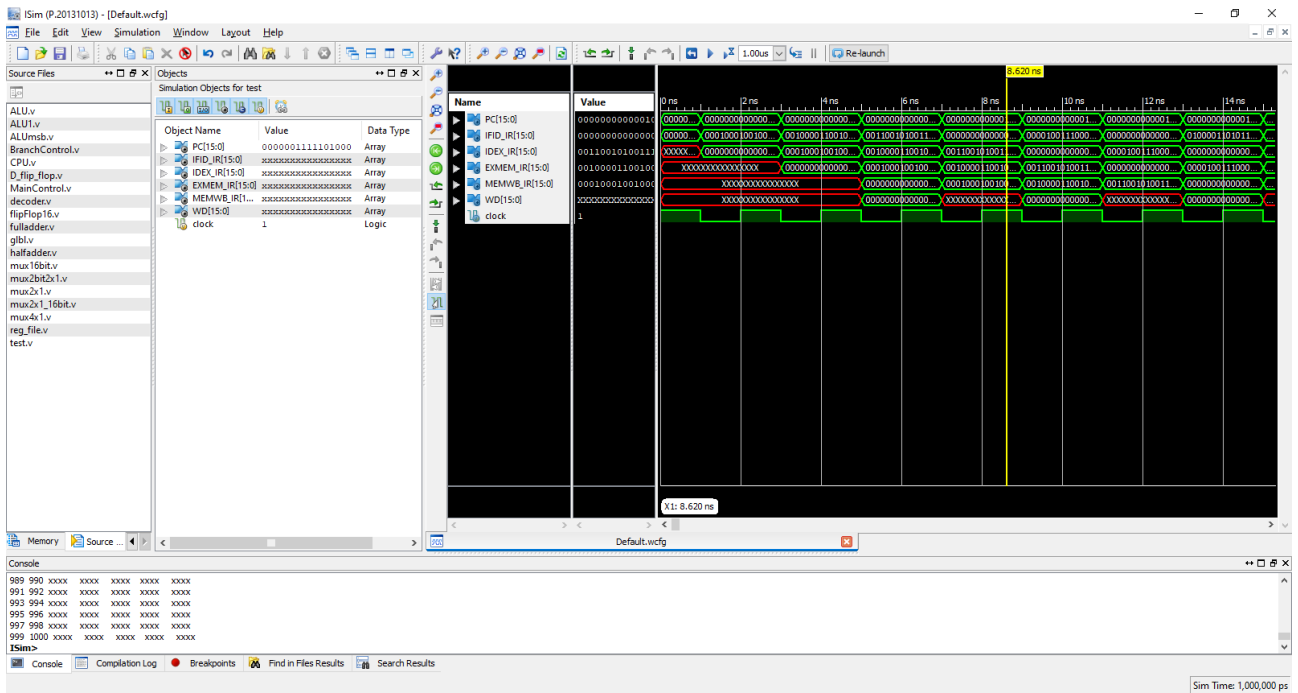 ISim (P.20131013) - [Default.wcfg]
File Edit View Simulation Window Layout Help
1.00us Re-launch
Source Files
ALU.v
ALU1.v
ALUmsb.v
BranchControl.v
CPU.v
D_flip_flop.v
MainControl.v
decoder.v
flipFlop16.v
fulladder.v
glbl.v
halfadder.v
mux16bit.v
mux2bit2x1.v
mux2x1.v
mux2x1_16bit.v
mux4x1.v
reg_file.v
test.v
Memory Source ...
Objects
Simulation Objects for test
Object Name Value Data Type
PC[15:0] 0000001111101000 Array
IFID_IR[15:0] xxxxxxxxxxxxxxxx Array
IDEX_IR[15:0] xxxxxxxxxxxxxxxx Array
EXMEM_IR[15:0] xxxxxxxxxxxxxxxx Array
MEMWB_IR[1... xxxxxxxxxxxxxxxx Array
WD[15:0] xxxxxxxxxxxxxxxx Array
clock 1 Logic
8.620 ns
Name Value 0 ns 2 ns 4 ns 6 ns 8 ns 10 ns 12 ns 14 ns
PC[15:0]
IFID_IR[15:0]
IDEX_IR[15:0]
EXMEM_IR[15:0]
MEMWB_IR[15:0]
WD[15:0]
clock 1
X1: 8.620 ns
Default.wcfg
Console
989 990 xxxx xxxx xxxx xxxx xxxx
991 992 xxxx xxxx xxxx xxxx xxxx
993 994 xxxx xxxx xxxx xxxx xxxx
995 996 xxxx xxxx xxxx xxxx xxxx
997 998 xxxx xxxx xxxx xxxx xxxx
999 1000 xxxx xxxx xxxx xxxx xxxx
ISim>
Console Compilation Log Breakpoints Find in Files Results Search Results
Sim Time: 1,000,000 ps